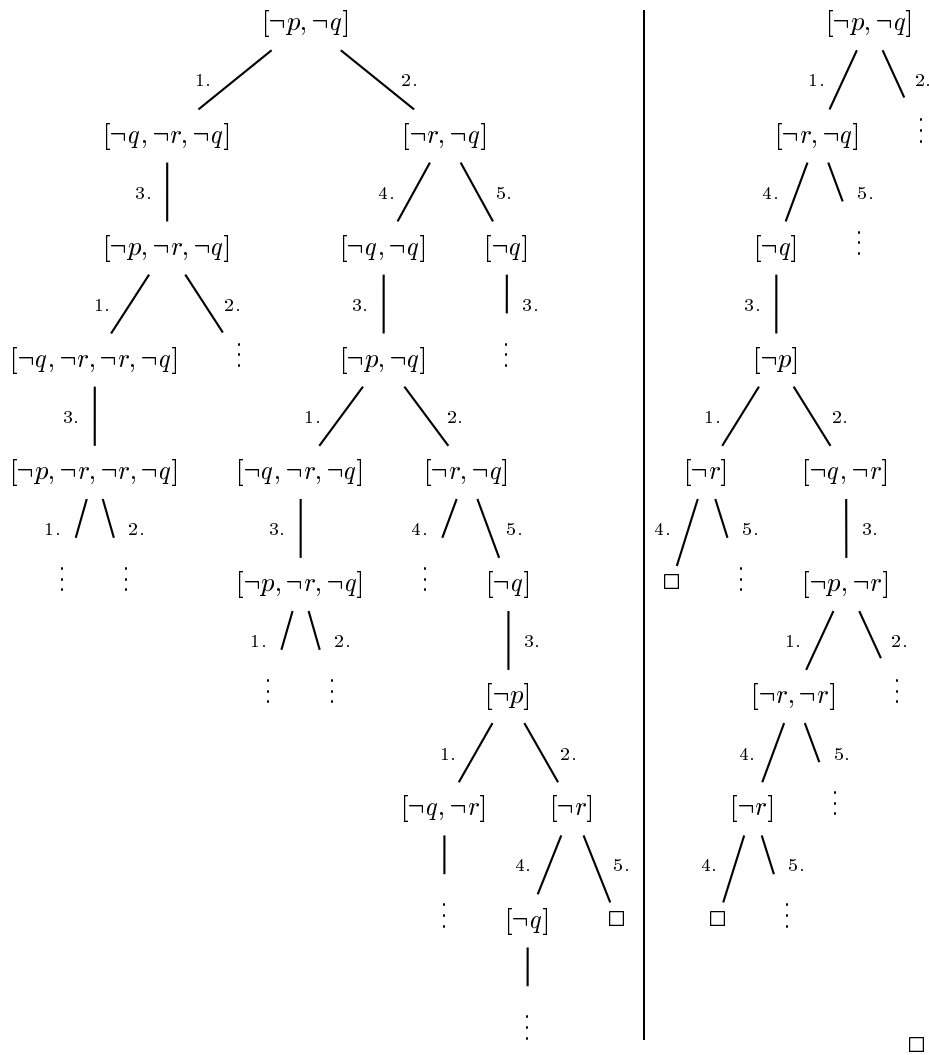 [¬p, ¬q] [¬p, ¬q]
1. 2. 1. 2.
⋮
[¬q, ¬r, ¬q] [¬r, ¬q] [¬r, ¬q]
3. 4. 5. 4. 5.
[¬p, ¬r, ¬q] [¬q, ¬q] [¬q] [¬q] ⋮
1. 2. 3. 3. 3.
[¬q, ¬r, ¬r, ¬q] ⋮ [¬p, ¬q] ⋮ [¬p]
3. 1. 2. 1. 2.
[¬p, ¬r, ¬r, ¬q] [¬q, ¬r, ¬q] [¬r, ¬q] [¬r] [¬q, ¬r]
1. 2. 3. 4. 5. 4. 5. 3.
⋮ ⋮ [¬p, ¬r, ¬q] ⋮ [¬q] □ ⋮ [¬p, ¬r]
1. 2. 3. 1. 2.
⋮ ⋮ [¬p] [¬r, ¬r] ⋮
1. 2. 4. 5.
[¬q, ¬r] [¬r] [¬r] ⋮
4. 5. 4. 5.
⋮ [¬q] □ □ ⋮
⋮
□